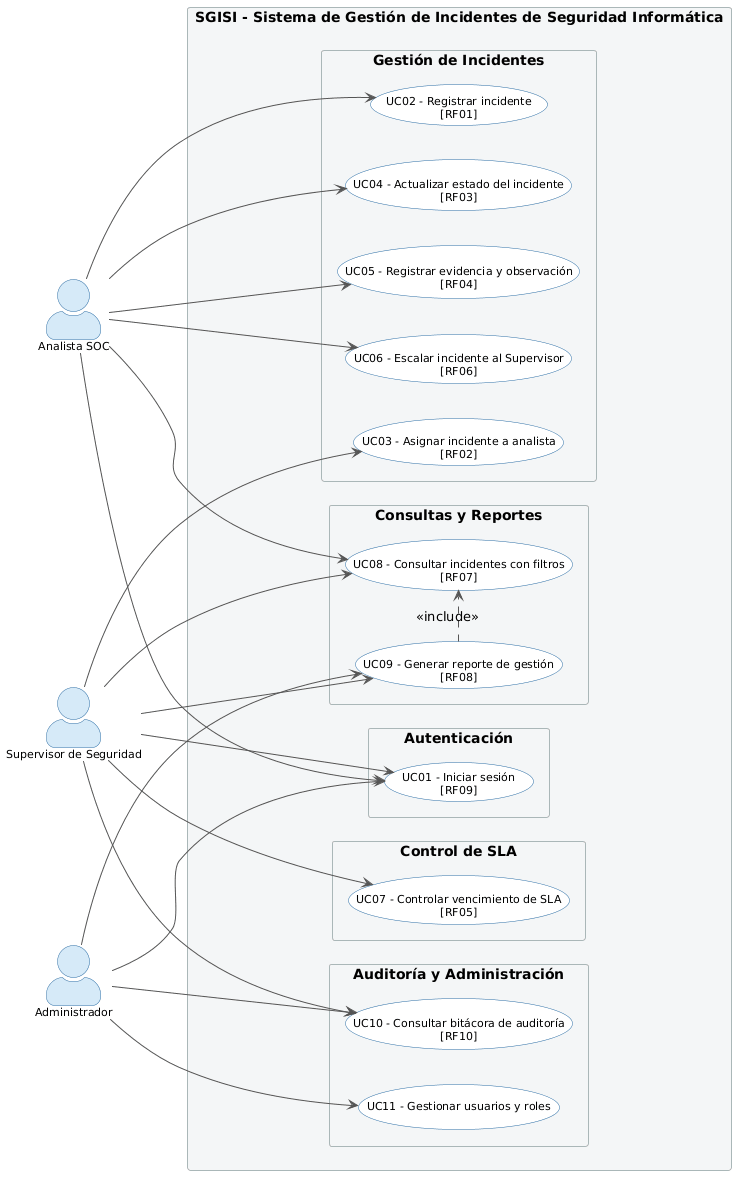 SGISI - Sistema de Gestión de Incidentes de Seguridad Informática
Gestión de Incidentes
UC02 - Registrar incidente
[RF01]
UC04 - Actualizar estado del incidente
[RF03]
UC05 - Registrar evidencia y observación
[RF04]
UC06 - Escalar incidente al Supervisor
[RF06]
UC03 - Asignar incidente a analista
[RF02]
Analista SOC
Consultas y Reportes
UC08 - Consultar incidentes con filtros
[RF07]
«include»
UC09 - Generar reporte de gestión
[RF08]
Supervisor de Seguridad
Autenticación
UC01 - Iniciar sesión
[RF09]
Control de SLA
UC07 - Controlar vencimiento de SLA
[RF05]
Administrador
Auditoría y Administración
UC10 - Consultar bitácora de auditoría
[RF10]
UC11 - Gestionar usuarios y roles